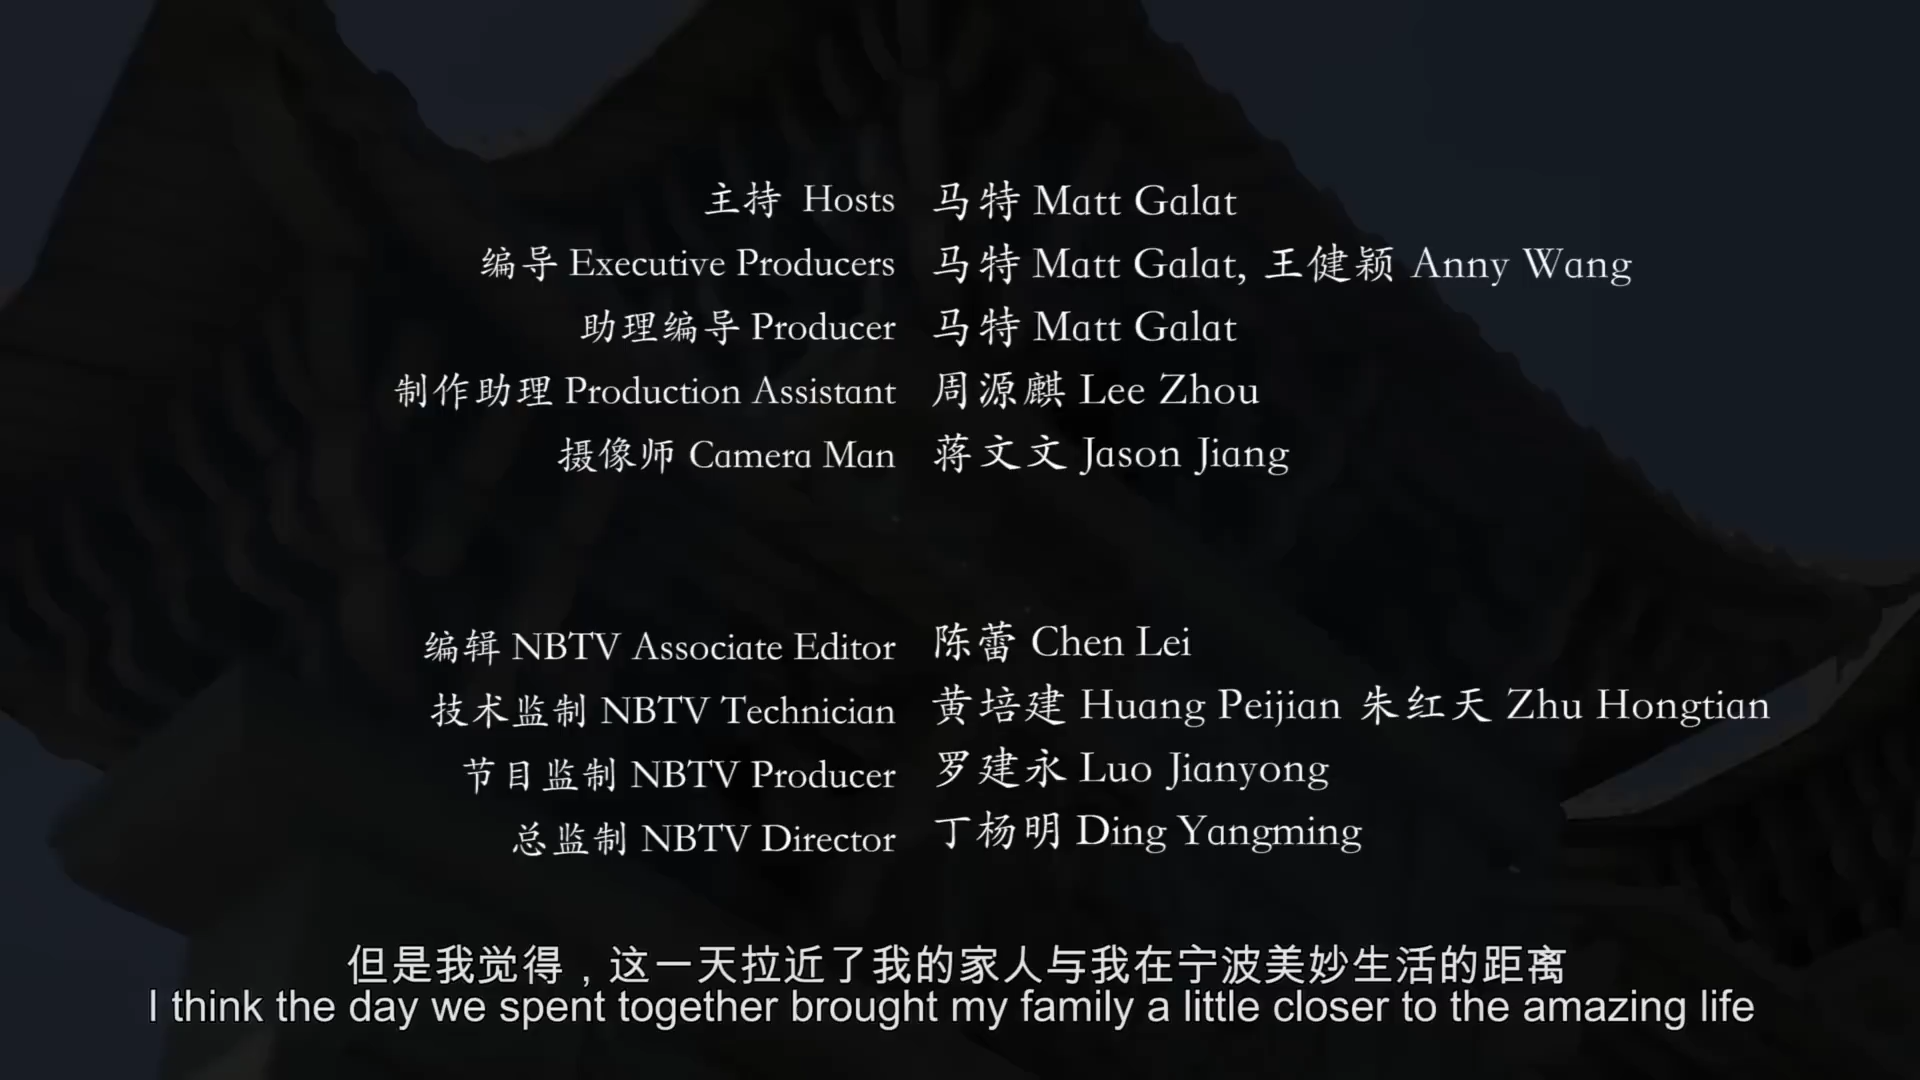 主持 Hosts 马特 Matt Galat
编导 Executive Producers 马特 Matt Galat, 王健颖 Anny Wang
助理编导 Producer 马特 Matt Galat
制作助理 Production Assistant 周源麒 Lee Zhou
摄像师 Camera Man 蒋文文 Jason Jiang
编辑 NBTV Associate Editor 陈蕾 Chen Lei
技术监制 NBTV Technician 黄培建 Huang Peijian 朱红天 Zhu Hongtian
节目监制 NBTV Producer 罗建永 Luo Jianyong
总监制 NBTV Director 丁杨明 Ding Yangming
但是我觉得，这一天拉近了我的家人与我在宁波美妙生活的距离
I think the day we spent together brought my family a little closer to the amazing life